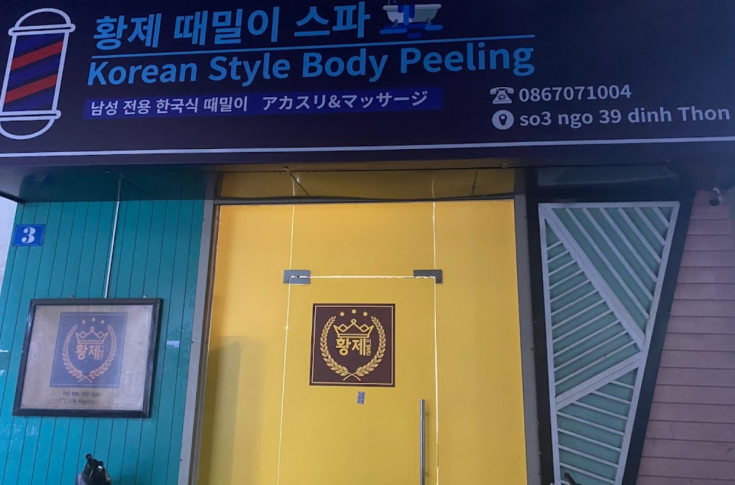 황제 때밀이 스파
Korean Style Body Peeling
남성 전용 한국식 때밀이 アカスリ&マッサージ
0867071004
so3 ngo 39 dinh Thon
3
황제
황제